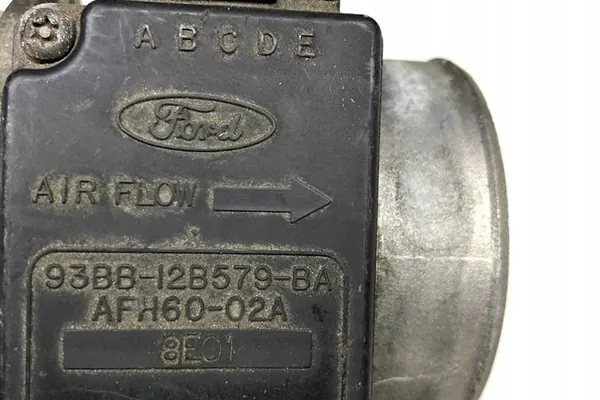 A B C D E
Ford
AIR FLOW
93BB-12B579-BA
AFH60-02A
8E01